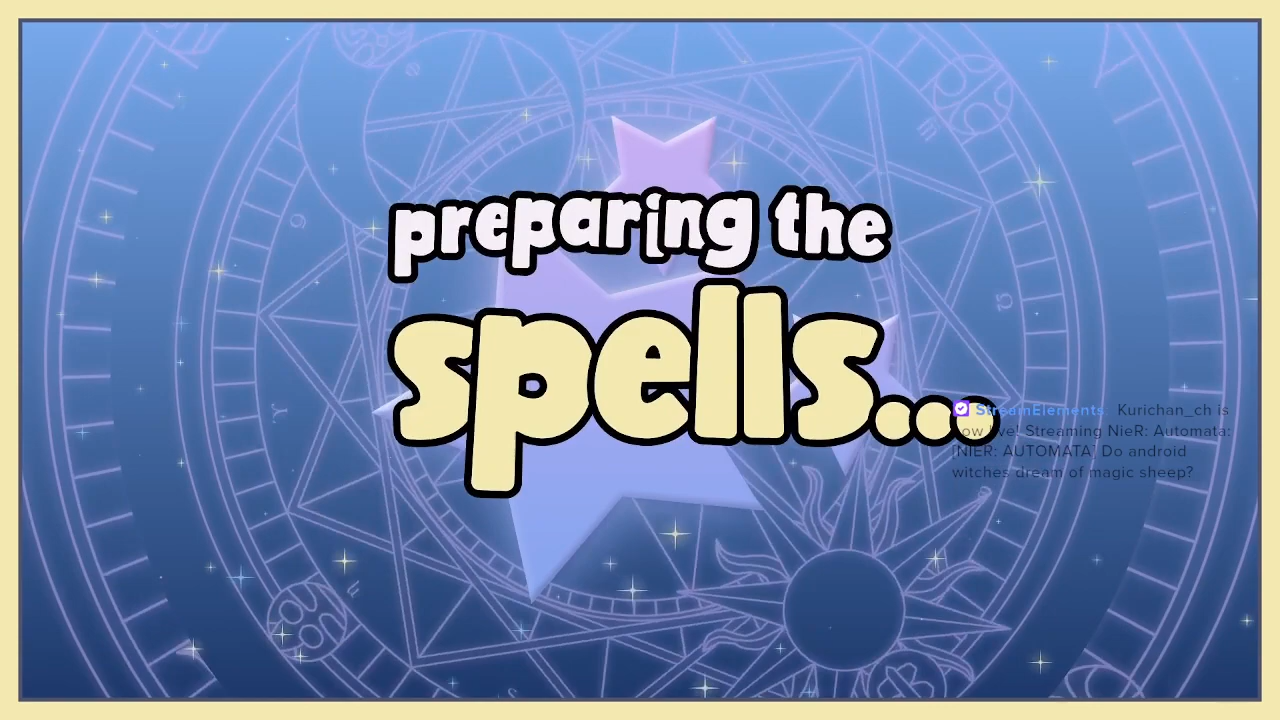 preparing the
spells...
StreamElements: Kurichan_ch is
now live! Streaming NieR: Automata:
[NIER: AUTOMATA] Do android
witches dream of magic sheep?